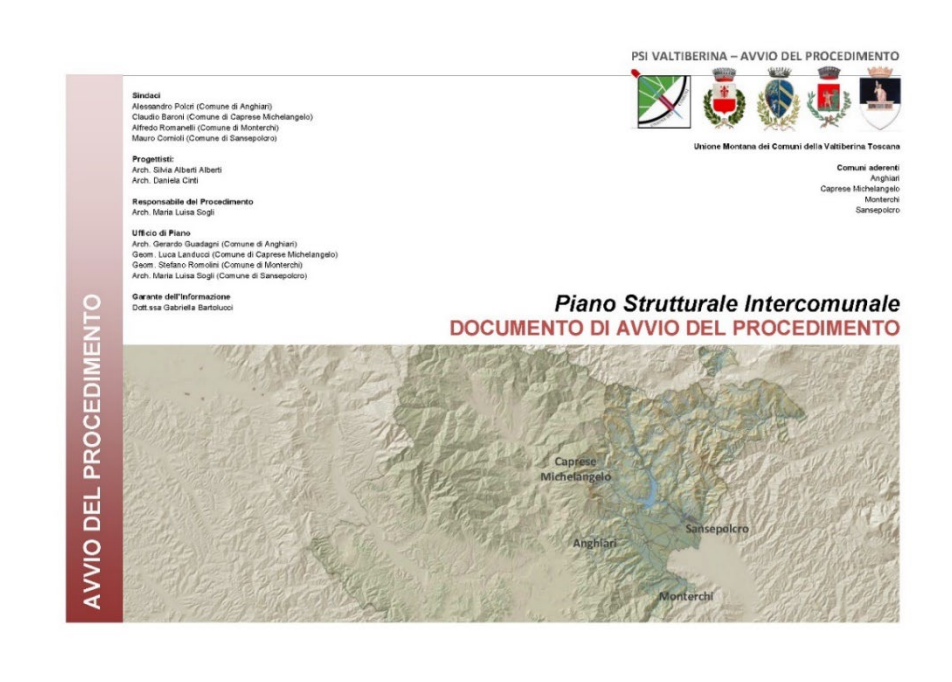 PSI VALTIBERINA – AVVIO DEL PROCEDIMENTO
Sindaci
Alessandro Polcri (Comune di Anghiari)
Claudio Baroni (Comune di Caprese Michelangelo)
Alfredo Romanelli (Comune di Monterchi)
Mauro Cornioli (Comune di Sansepolcro)
Progettisti:
Arch. Silvia Alberti Alberti
Arch. Daniela Cinti
Responsabile del Procedimento
Arch. Maria Luisa Sogli
Ufficio di Piano
Arch. Gerardo Guadagni (Comune di Anghiari)
Geom. Luca Landucci (Comune di Caprese Michelangelo)
Geom. Stefano Romolini (Comune di Monterchi)
Arch. Maria Luisa Sogli (Comune di Sansepolcro)
Garante dell'Informazione
Dott.ssa Gabriella Bartolucci
Unione Montana dei Comuni della Valtiberina Toscana
Comuni aderenti
Anghiari
Caprese Michelangelo
Monterchi
Sansepolcro
Piano Strutturale Intercomunale
DOCUMENTO DI AVVIO DEL PROCEDIMENTO
AVVIO DEL PROCEDIMENTO
Caprese
Michelangelo
Sansepolcro
Anghiari
Monterchi